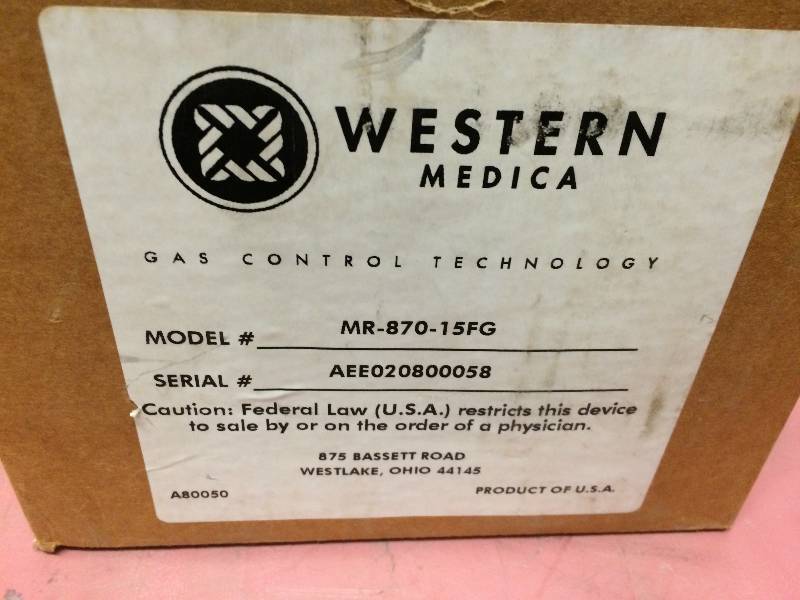 WESTERN
MEDICA
GAS CONTROL TECHNOLOGY
MODEL # MR-870-15FG
SERIAL # AEE020800058
Caution: Federal Law (U.S.A.) restricts this device
to sale by or on the order of a physician.
875 BASSETT ROAD
WESTLAKE, OHIO 44145
A80050 PRODUCT OF U.S.A.